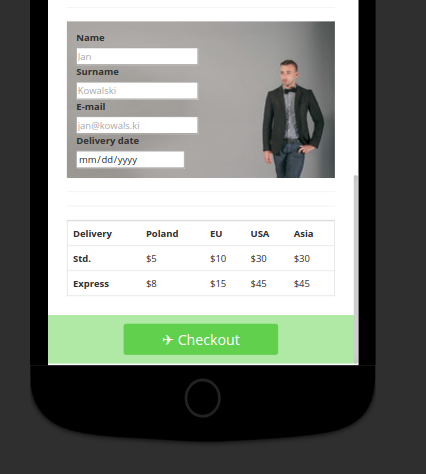 Name
Jan
Surname
Kowalski
E-mail
jan@kowals.ki
Delivery date
mm/dd/yyyy
Delivery Poland EU USA Asia
Std. $5 $10 $30 $30
Express $8 $15 $45 $45
✈ Checkout